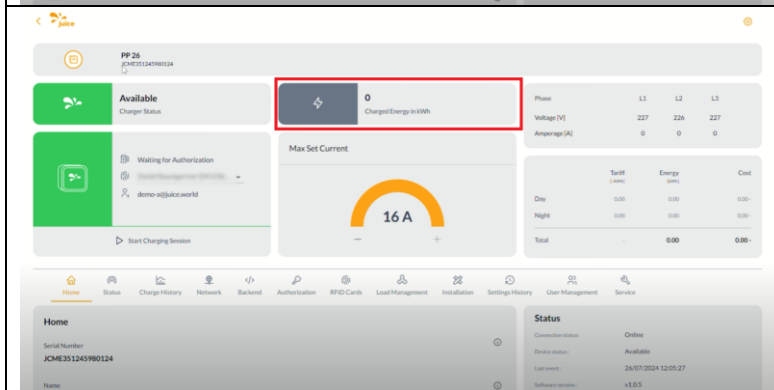 juice
PP 26
JCME351245980124
Available
Charger Status
0
Charged Energy in kWh
Phase L1 L2 L3
Voltage [V] 227 226 227
Amperage [A] 0 0 0
Waiting for Authorization
demo-a@juice.world
Start Charging Session
Max Set Current
16 A
− +
Tariff Energy Cost
[kWh]
Day 0.00 0.00 0.00-
Night 0.00 0.00 0.00-
Total - 0.00 0.00 -
Home Status Charge History Network Backend Authorization RFID Cards Load Management Installation Settings History User Management Service
Home
Serial Number
JCME351245980124
Name
Status
Connection status: Online
Device status: Available
Last event: 26/07/2024 12:05:27
Software version: v1.0.5